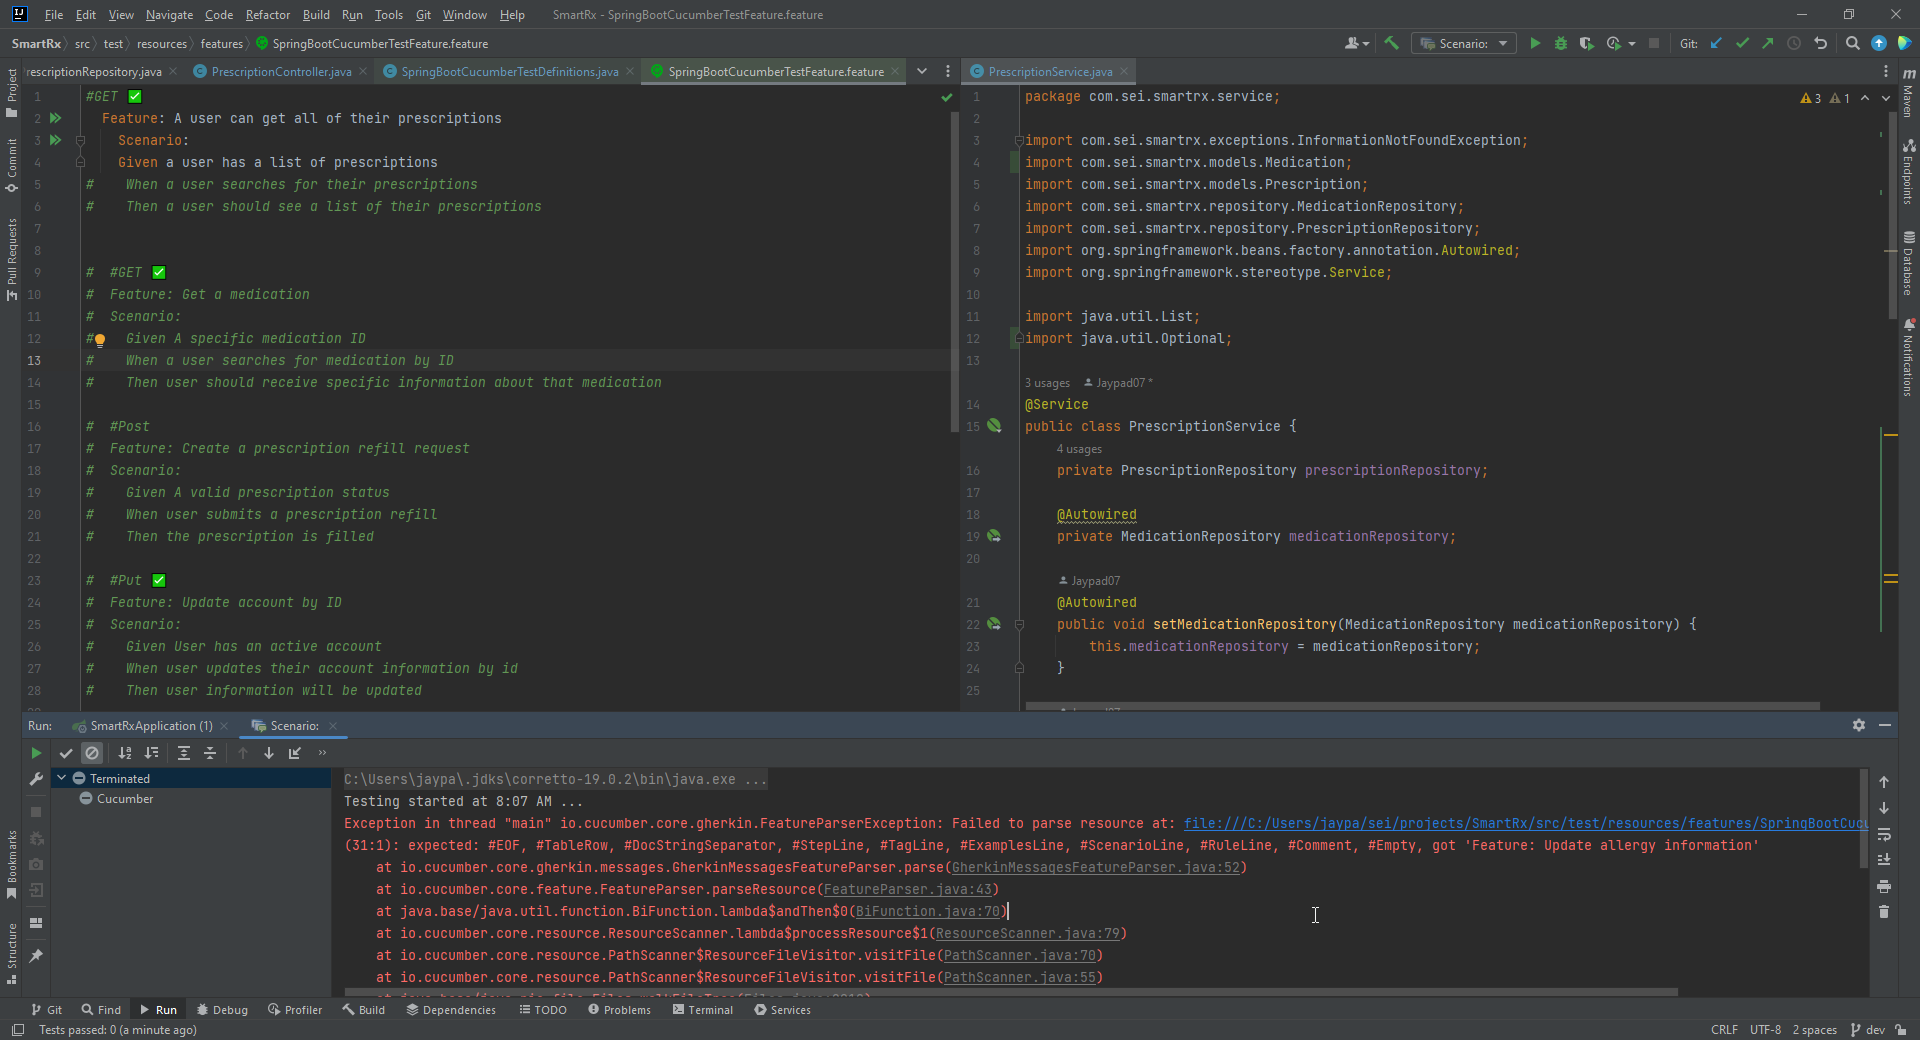 File Edit View Navigate Code Refactor Build Run Tools Git Window Help SmartRx - SpringBootCucumberTestFeature.feature
SmartRx src test resources features SpringBootCucumberTestFeature.feature
Scenario: Git:
rescriptionRepository.java PrescriptionController.java SpringBootCucumberTestDefinitions.java SpringBootCucumberTestFeature.feature
PrescriptionService.java
Project
Commit
Pull Requests
Bookmarks
Structure
1 #GET ✅
2 Feature: A user can get all of their prescriptions
3 Scenario:
4 Given a user has a list of prescriptions
5 # When a user searches for their prescriptions
6 # Then a user should see a list of their prescriptions
7
8
9 # #GET ✅
10 # Feature: Get a medication
11 # Scenario:
12 # Given A specific medication ID
13 # When a user searches for medication by ID
14 # Then user should receive specific information about that medication
15
16 # #Post
17 # Feature: Create a prescription refill request
18 # Scenario:
19 # Given A valid prescription status
20 # When user submits a prescription refill
21 # Then the prescription is filled
22
23 # #Put ✅
24 # Feature: Update account by ID
25 # Scenario:
26 # Given User has an active account
27 # When user updates their account information by id
28 # Then user information will be updated
3 1
1 package com.sei.smartrx.service;
2
3 import com.sei.smartrx.exceptions.InformationNotFoundException;
4 import com.sei.smartrx.models.Medication;
5 import com.sei.smartrx.models.Prescription;
6 import com.sei.smartrx.repository.MedicationRepository;
7 import com.sei.smartrx.repository.PrescriptionRepository;
8 import org.springframework.beans.factory.annotation.Autowired;
9 import org.springframework.stereotype.Service;
10
11 import java.util.List;
12 import java.util.Optional;
13
3 usages Jaypad07 *
14 @Service
15 public class PrescriptionService {
4 usages
16 private PrescriptionRepository prescriptionRepository;
17
18 @Autowired
19 private MedicationRepository medicationRepository;
20
Jaypad07
21 @Autowired
22 public void setMedicationRepository(MedicationRepository medicationRepository) {
23 this.medicationRepository = medicationRepository;
24 }
25
m Maven
Endpoints
Database
Notifications
Run: SmartRxApplication (1) Scenario:
Terminated
Cucumber
C:\Users\jaypa\.jdks\corretto-19.0.2\bin\java.exe ...
Testing started at 8:07 AM ...
Exception in thread "main" io.cucumber.core.gherkin.FeatureParserException: Failed to parse resource at: file:///C:/Users/jaypa/sei/projects/SmartRx/src/test/resources/features/SpringBootCucu
(31:1): expected: #EOF, #TableRow, #DocStringSeparator, #StepLine, #TagLine, #ExamplesLine, #ScenarioLine, #RuleLine, #Comment, #Empty, got 'Feature: Update allergy information'
at io.cucumber.core.gherkin.messages.GherkinMessagesFeatureParser.parse(GherkinMessagesFeatureParser.java:52)
at io.cucumber.core.feature.FeatureParser.parseResource(FeatureParser.java:43)
at java.base/java.util.function.BiFunction.lambda$andThen$0(BiFunction.java:70)
at io.cucumber.core.resource.ResourceScanner.lambda$processResource$1(ResourceScanner.java:79)
at io.cucumber.core.resource.PathScanner$ResourceFileVisitor.visitFile(PathScanner.java:70)
at io.cucumber.core.resource.PathScanner$ResourceFileVisitor.visitFile(PathScanner.java:55)
Git Find Run Debug Profiler Build Dependencies TODO Problems Terminal Services
Tests passed: 0 (a minute ago) CRLF UTF-8 2 spaces dev